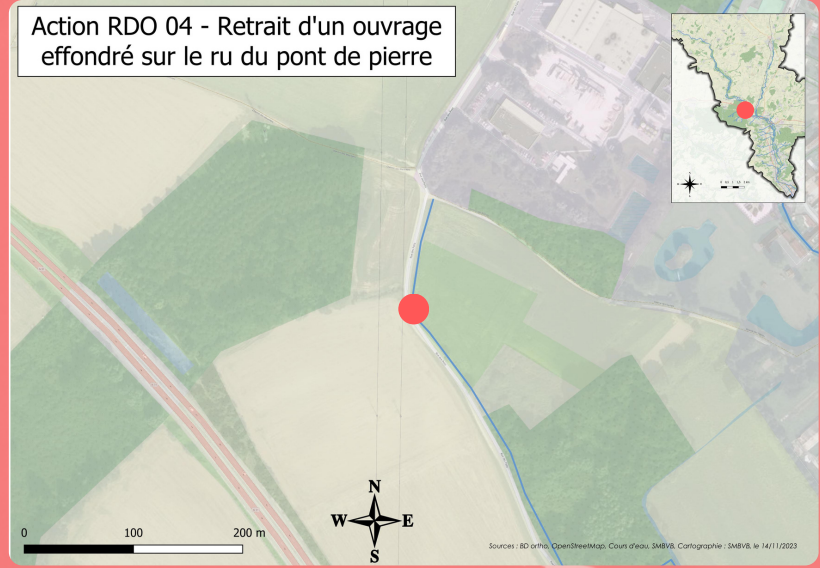 Action RDO 04 - Retrait d'un ouvrage
effondré sur le ru du pont de pierre
N
W E
S
0 100 200 m
Sources : BD ortho, OpenStreetMap, Cours d'eau, SMBVB, Cartographie : SMBVB, le 14/11/2023